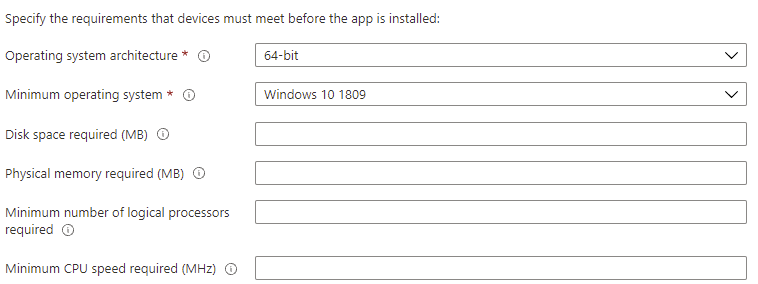 Specify the requirements that devices must meet before the app is installed:
Operating system architecture * 64-bit
Minimum operating system * Windows 10 1809
Disk space required (MB)
Physical memory required (MB)
Minimum number of logical processors
required
Minimum CPU speed required (MHz)